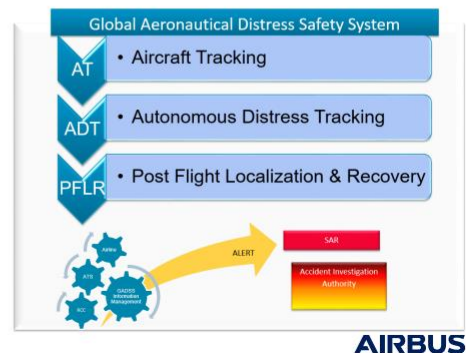 Global Aeronautical Distress Safety System
AT
• Aircraft Tracking
ADT
• Autonomous Distress Tracking
PFLR
• Post Flight Localization & Recovery
Airline
ATS
RCC
GADSS
Information
Management
ALERT
SAR
Accident Investigation
Authority
AIRBUS